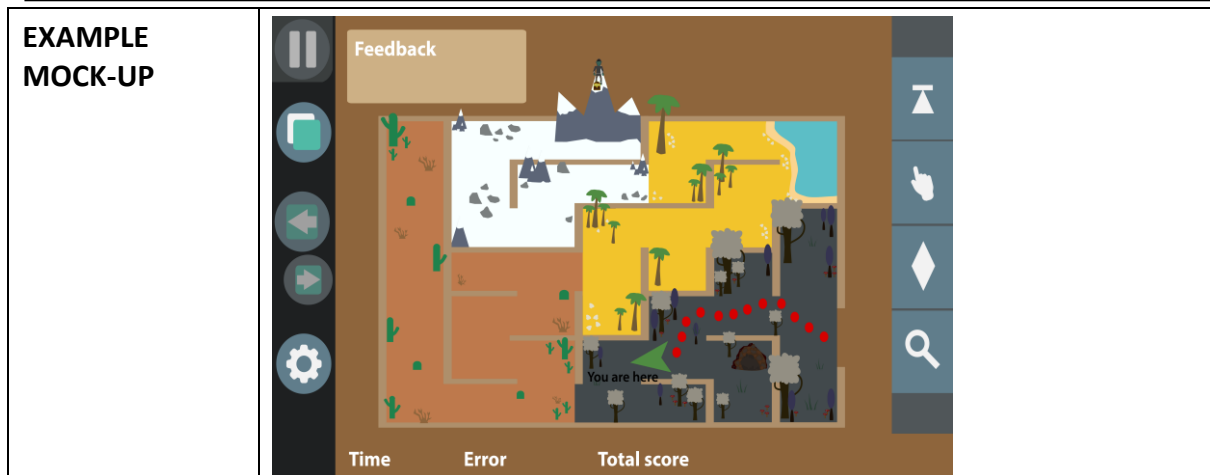 EXAMPLE
MOCK-UP
Feedback
You are here
Time Error Total score